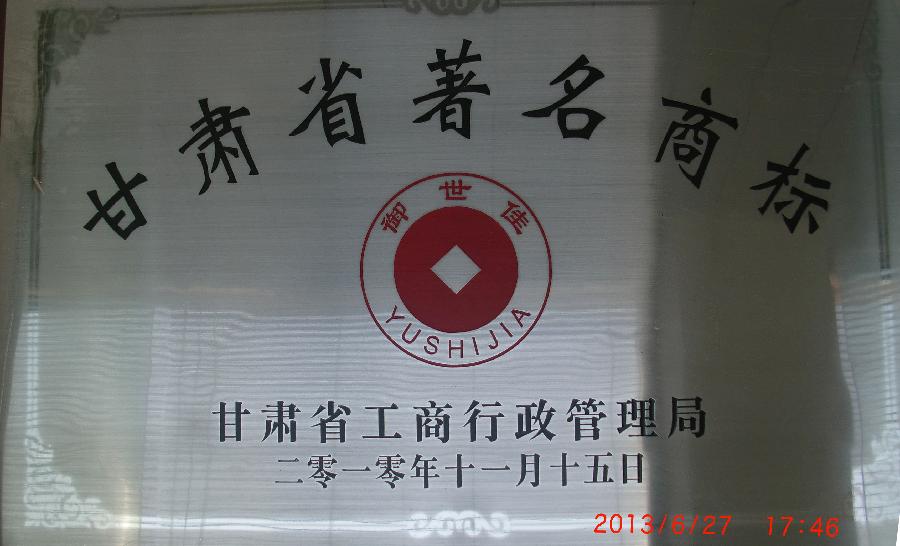 甘肃省著名商标
御世佳
YUSHIJIA
甘肃省工商行政管理局
二零一零年十一月十五日
2013/6/27 17:46